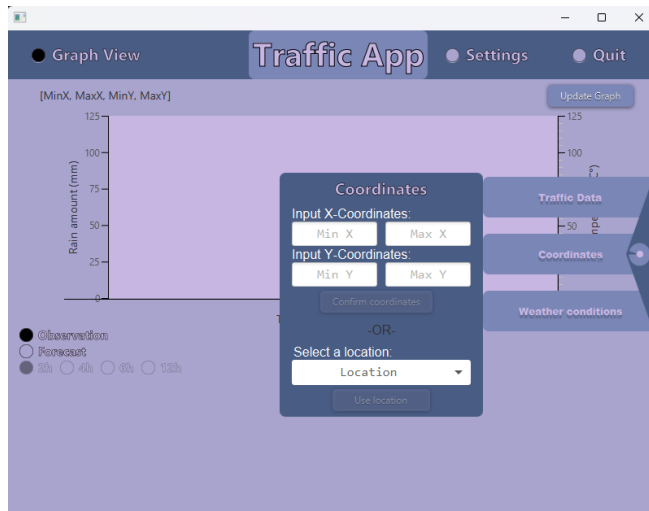 Graph View
Traffic App
Settings
Quit
[MinX, MaxX, MinY, MaxY]
Update Graph
125
100
75
50
25
0
Rain amount (mm)
125
100
50
Coordinates
Input X-Coordinates:
Min X
Max X
Input Y-Coordinates:
Min Y
Max Y
Confirm coordinates
-OR-
Select a location:
Location
Use location
Traffic Data
Coordinates
Weather conditions
Observation
Forecast
2h 4h 6h 12h